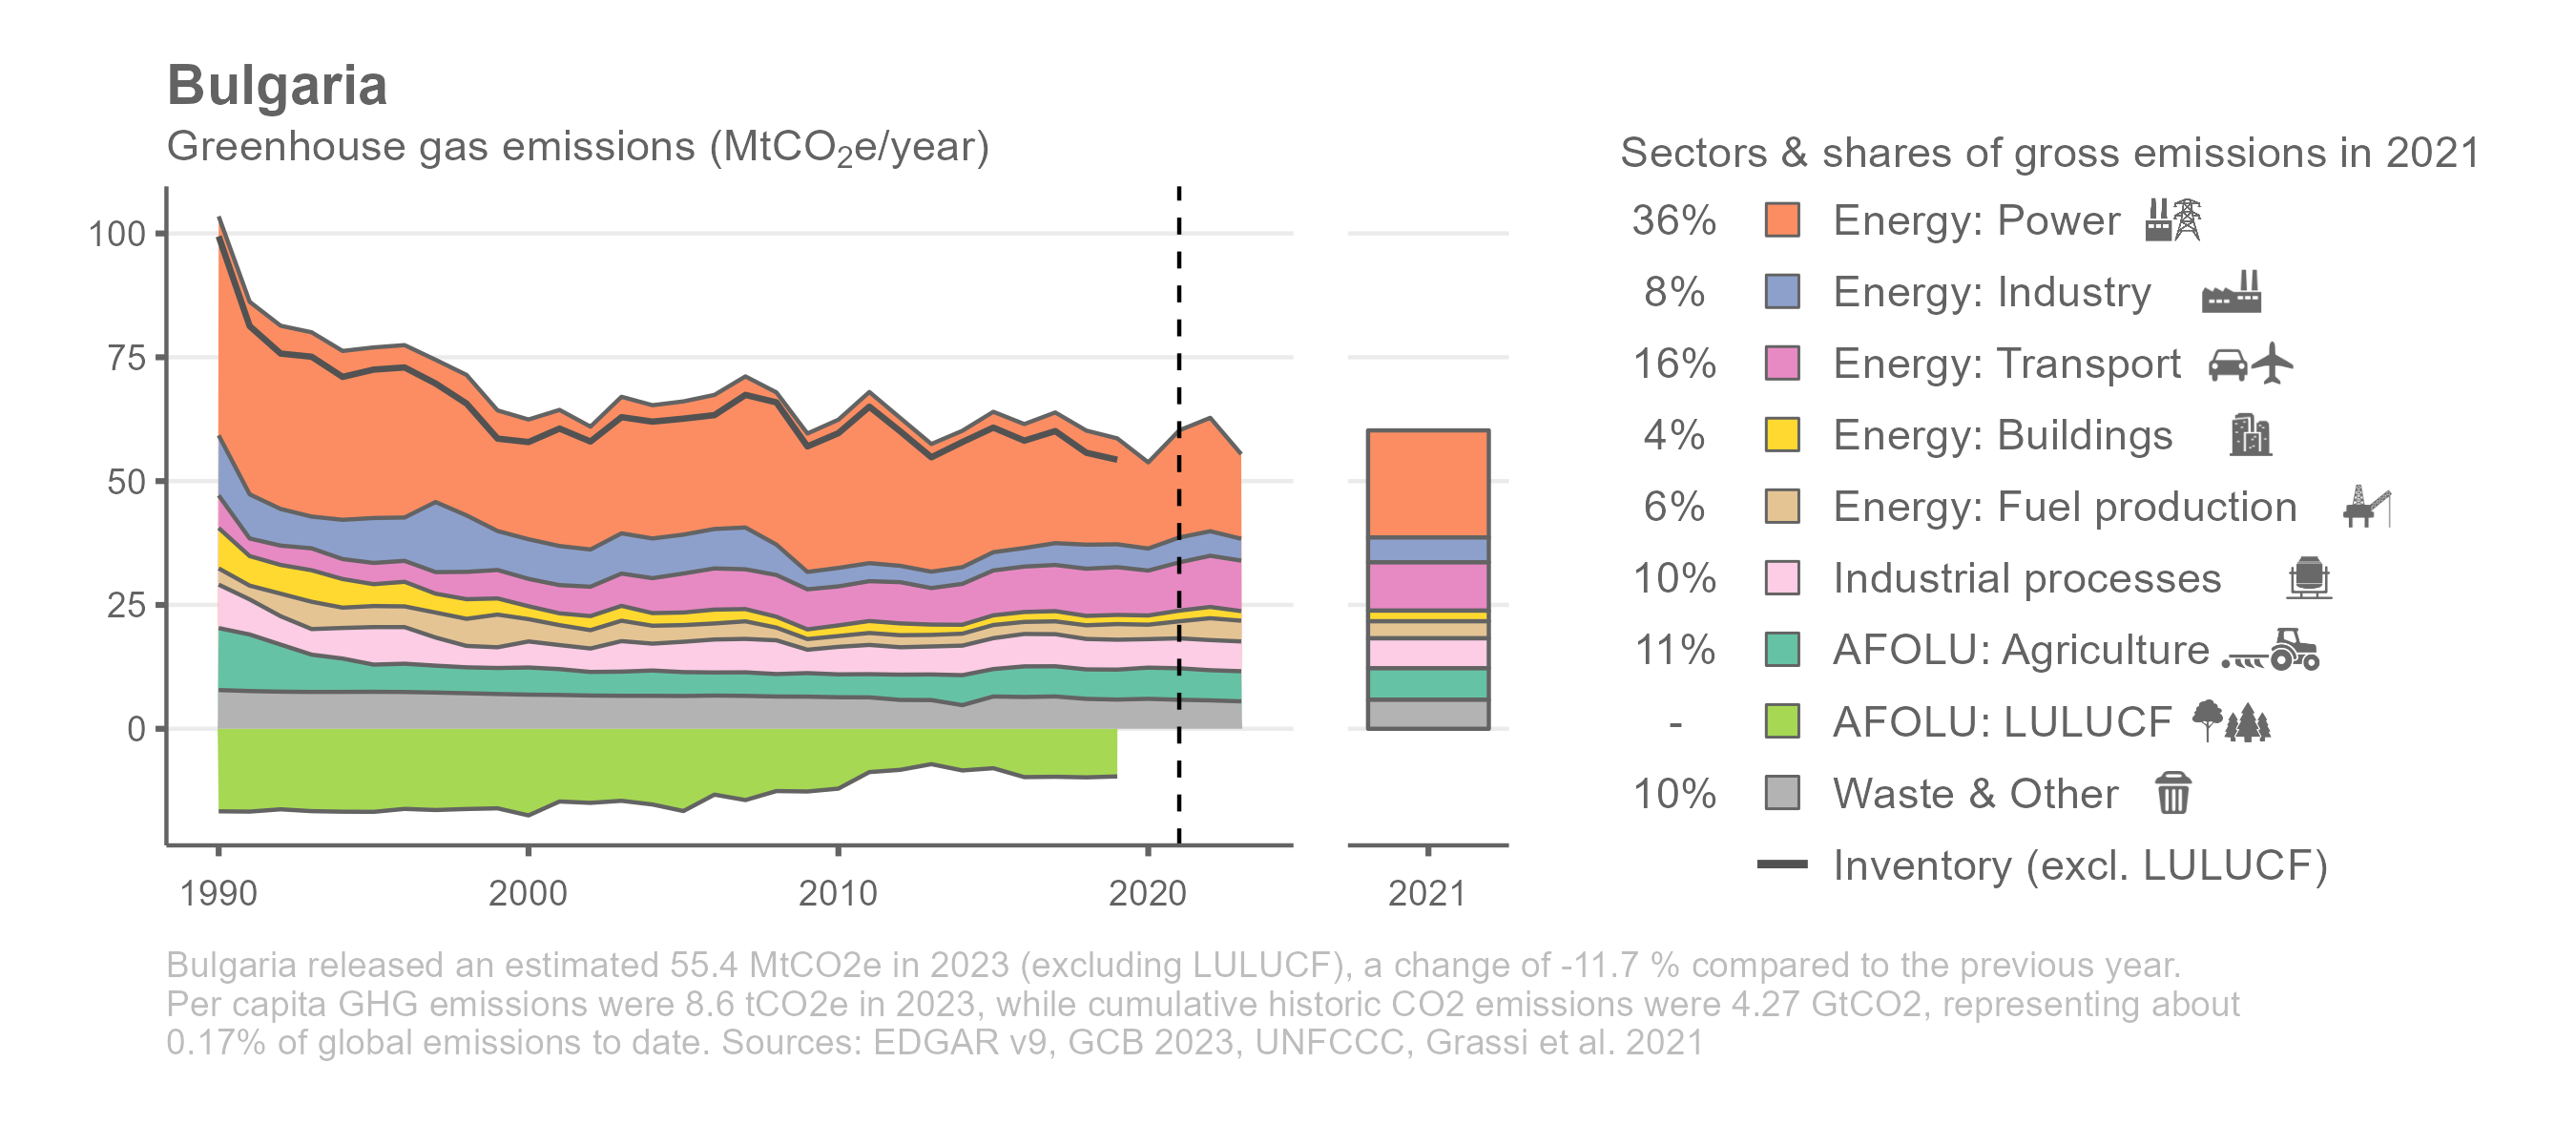 Bulgaria
Greenhouse gas emissions (MtCO₂e/year)
100
75
50
25
0
1990 2000 2010 2020 2021
Sectors & shares of gross emissions in 2021
36% Energy: Power
8% Energy: Industry
16% Energy: Transport
4% Energy: Buildings
6% Energy: Fuel production
10% Industrial processes
11% AFOLU: Agriculture
- AFOLU: LULUCF
10% Waste & Other
Inventory (excl. LULUCF)
Bulgaria released an estimated 55.4 MtCO2e in 2023 (excluding LULUCF), a change of -11.7 % compared to the previous year.
Per capita GHG emissions were 8.6 tCO2e in 2023, while cumulative historic CO2 emissions were 4.27 GtCO2, representing about
0.17% of global emissions to date. Sources: EDGAR v9, GCB 2023, UNFCCC, Grassi et al. 2021